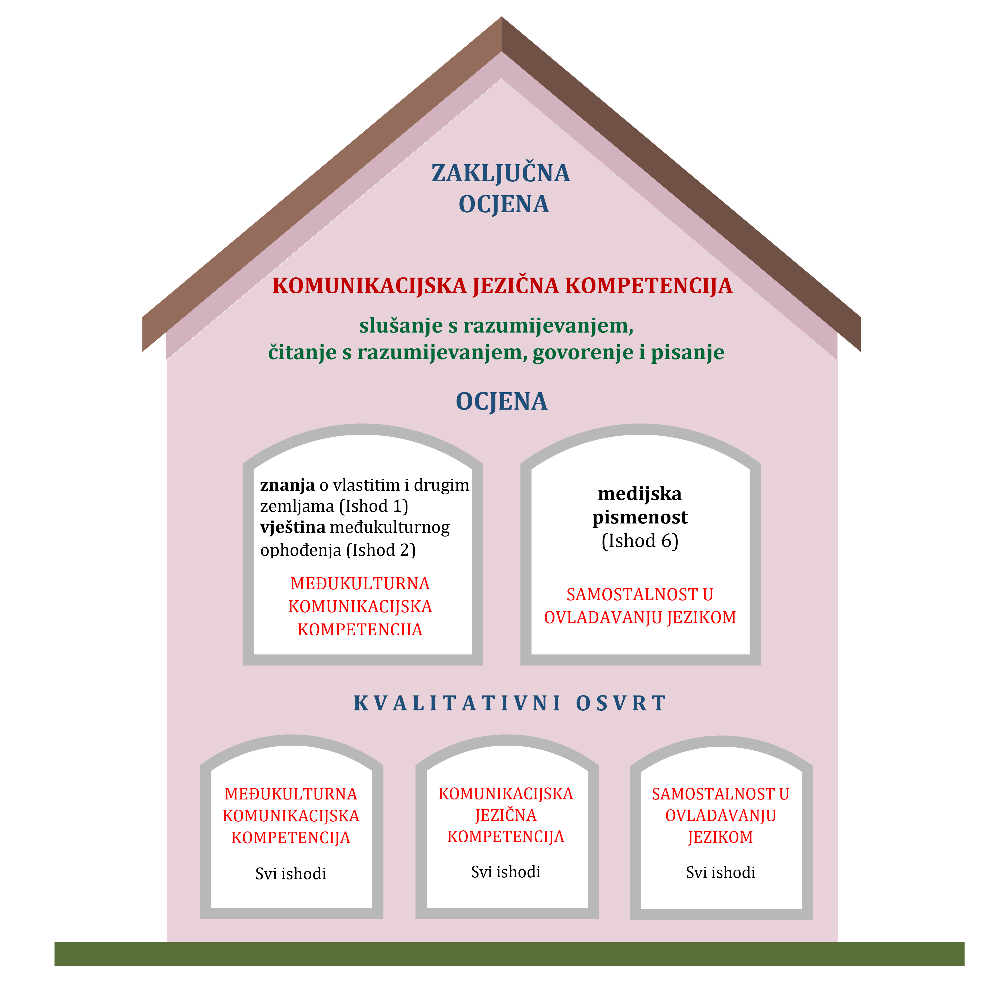 ZAKLJUČNA
OCJENA
KOMUNIKACIJSKA JEZIČNA KOMPETENCIJA
slušanje s razumijevanjem,
čitanje s razumijevanjem, govorenje i pisanje
OCJENA
znanja o vlastitim i drugim
zemljama (Ishod 1)
vještina međukulturnog
ophođenja (Ishod 2)
MEĐUKULTURNA
KOMUNIKACIJSKA
KOMPETENCIJA
medijska
pismenost
(Ishod 6)
SAMOSTALNOST U
OVLADAVANJU JEZIKOM
KVALITATIVNI OSVRT
MEĐUKULTURNA
KOMUNIKACIJSKA
KOMPETENCIJA
Svi ishodi
KOMUNIKACIJSKA
JEZIČNA
KOMPETENCIJA
Svi ishodi
SAMOSTALNOST U
OVLADAVANJU
JEZIKOM
Svi ishodi